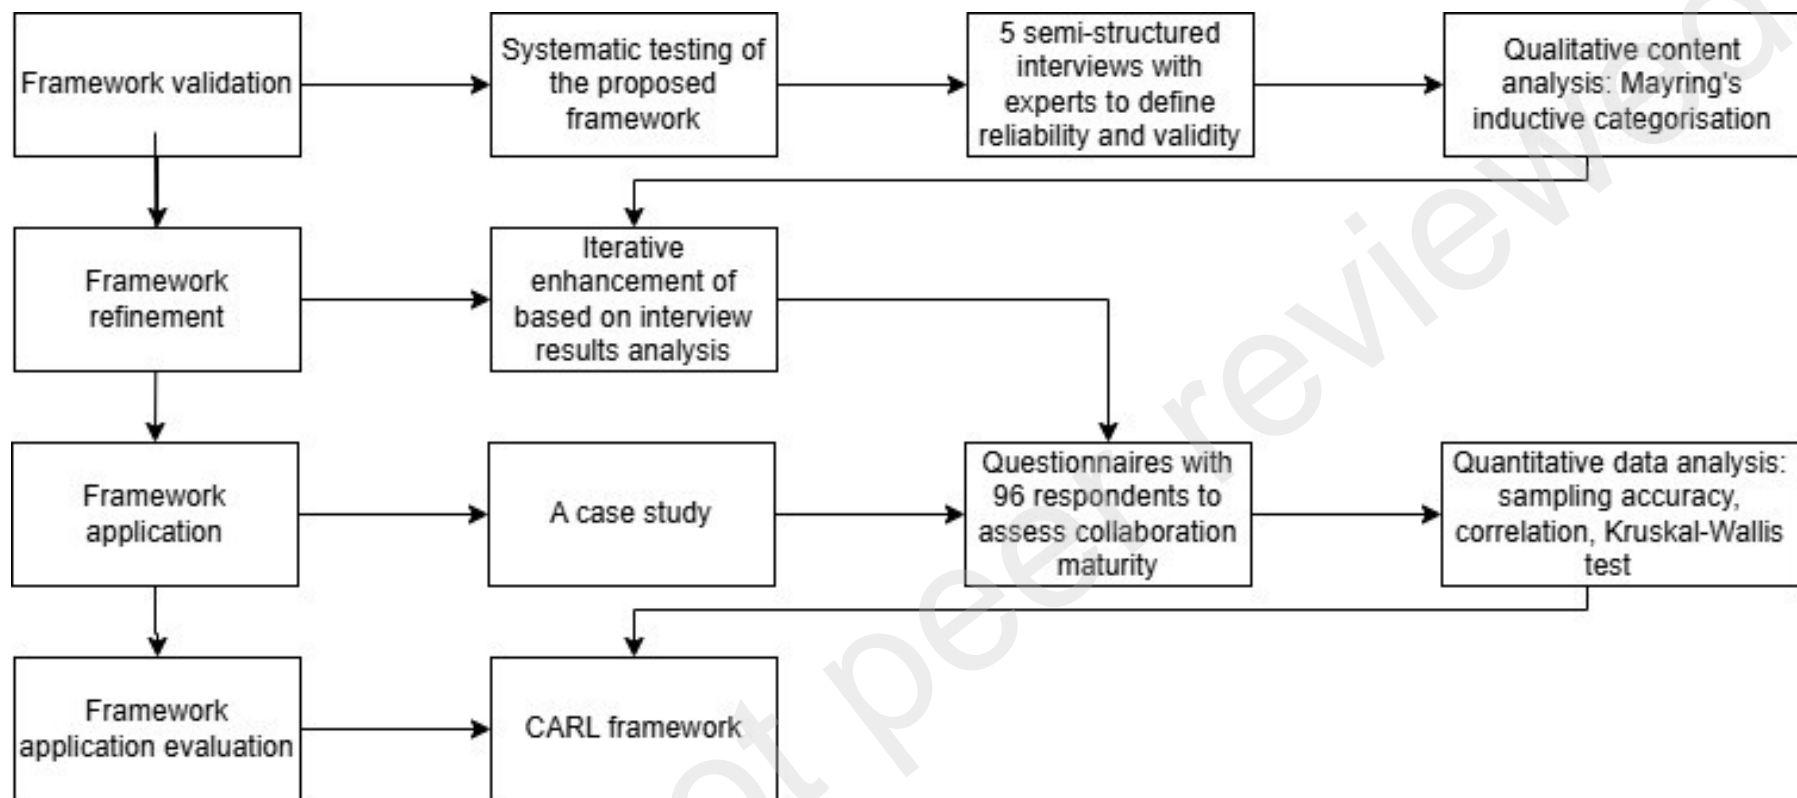 Framework validation
Systematic testing of
the proposed
framework
5 semi-structured
interviews with
experts to define
reliability and validity
Qualitative content
analysis: Mayring's
inductive categorisation
Framework
refinement
Iterative
enhancement of
based on interview
results analysis
Framework
application
A case study
Questionnaires with
96 respondents to
assess collaboration
maturity
Quantitative data analysis:
sampling accuracy,
correlation, Kruskal-Wallis
test
Framework
application evaluation
CARL framework
ot peer reviewed